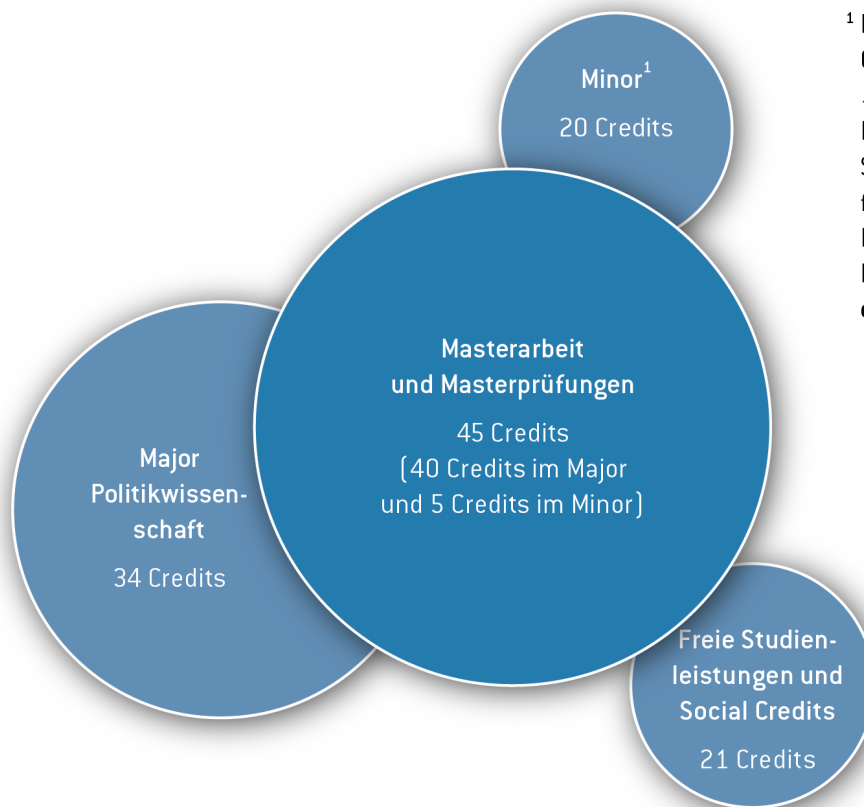 Minor¹
20 Credits
Masterarbeit
und Masterprüfungen
45 Credits
(40 Credits im Major
und 5 Credits im Minor)
Major
Politikwissen-
schaft
34 Credits
Freie Studien-
leistungen und
Social Credits
21 Credits
1